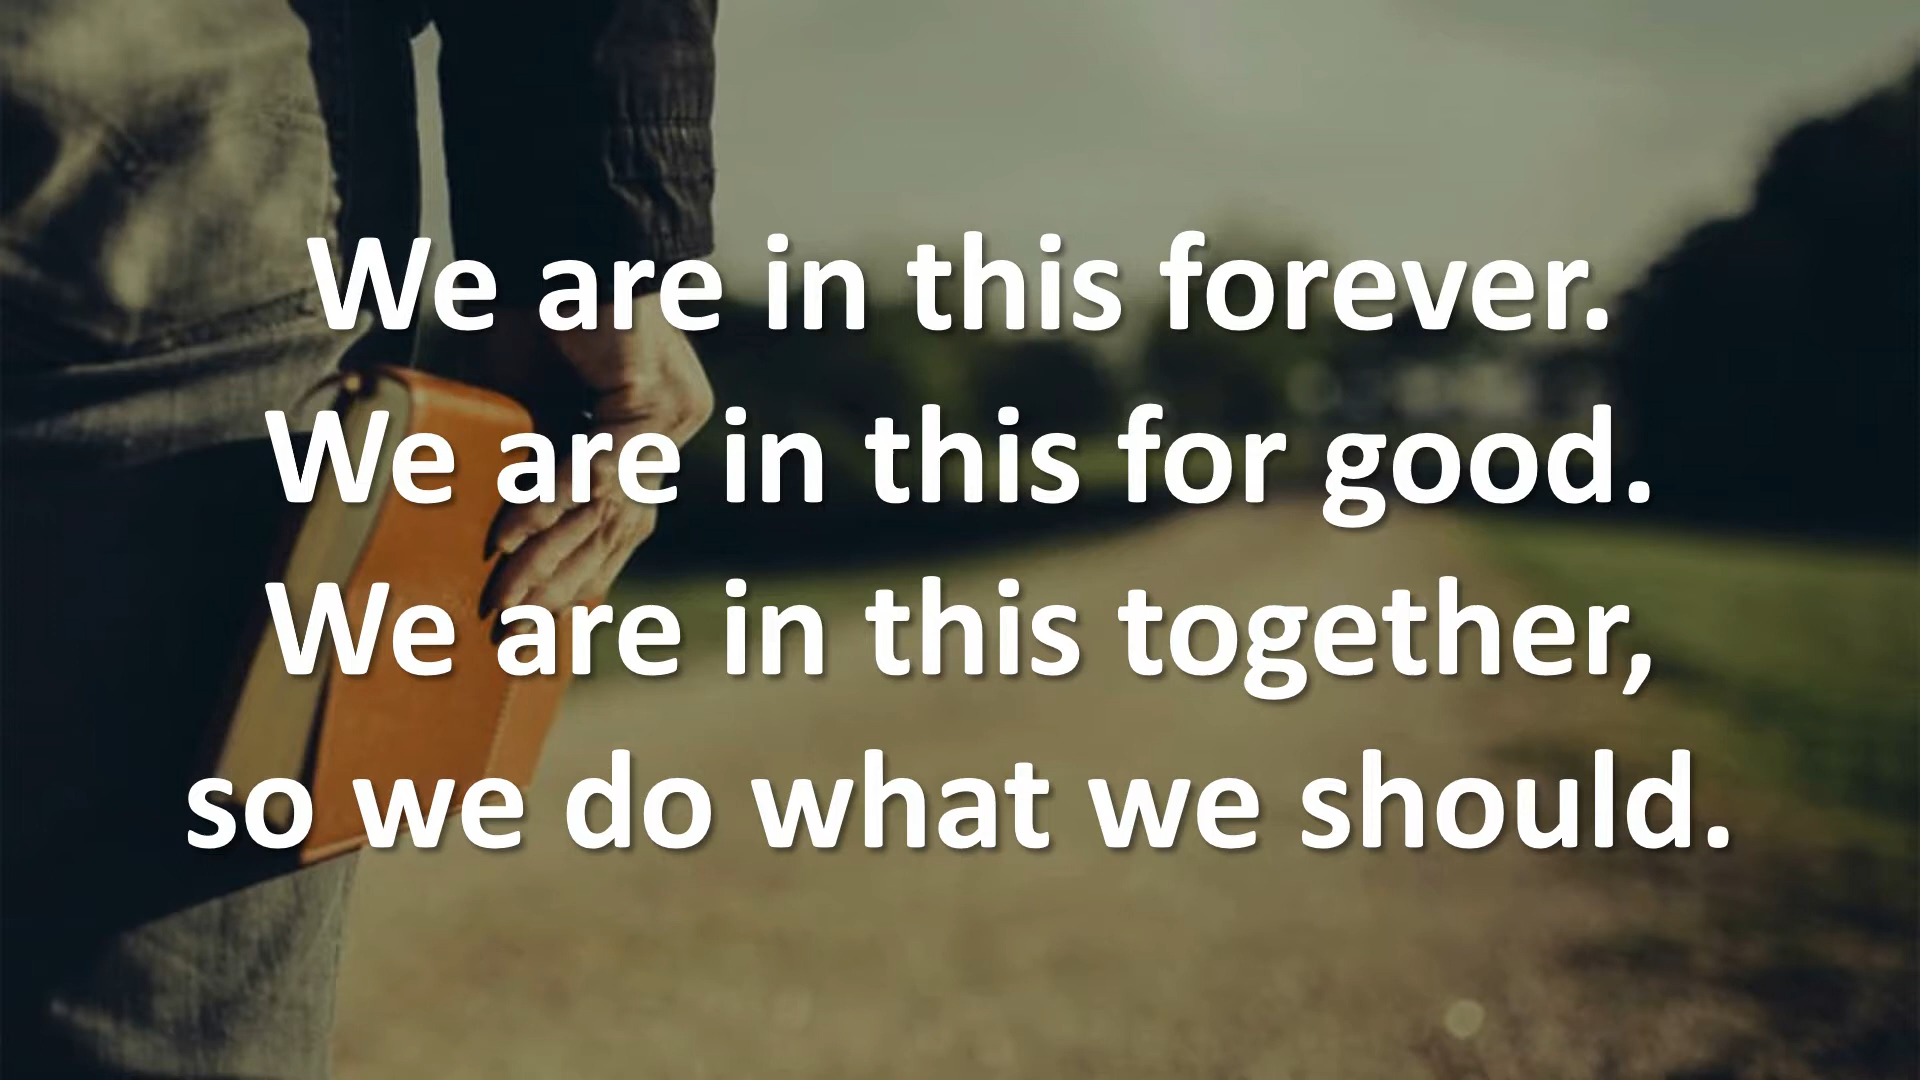 We are in this forever.
We are in this for good.
We are in this together,
so we do what we should.